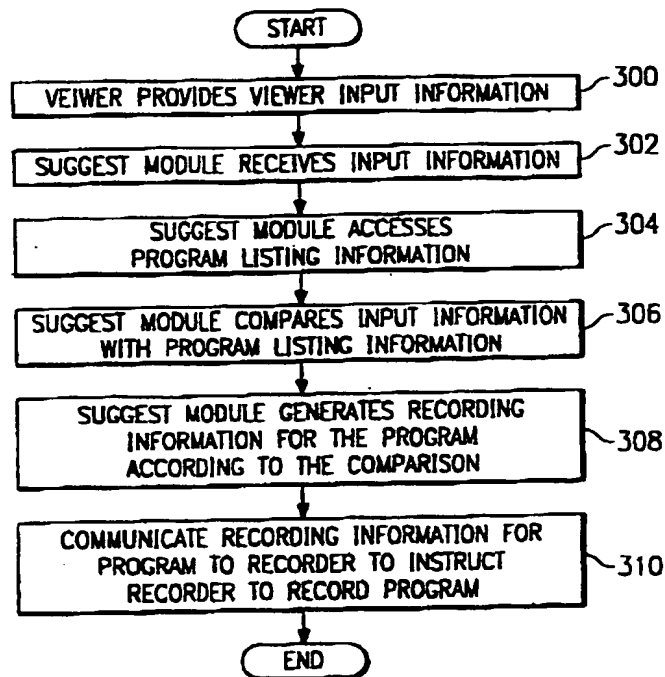 START
VEIWER PROVIDES VIEWER INPUT INFORMATION
300
SUGGEST MODULE RECEIVES INPUT INFORMATION
302
SUGGEST MODULE ACCESSES
PROGRAM LISTING INFORMATION
304
SUGGEST MODULE COMPARES INPUT INFORMATION
WITH PROGRAM LISTING INFORMATION
306
SUGGEST MODULE GENERATES RECORDING
INFORMATION FOR THE PROGRAM
ACCORDING TO THE COMPARISON
308
COMMUNICATE RECORDING INFORMATION FOR
PROGRAM TO RECORDER TO INSTRUCT
RECORDER TO RECORD PROGRAM
310
END